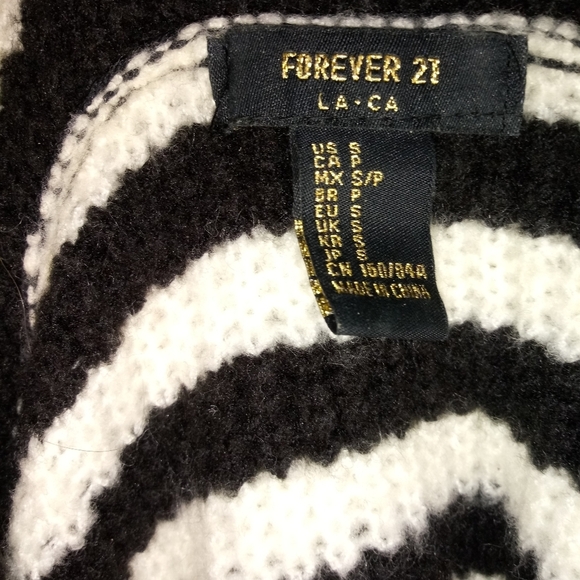 FOREVER 21
LA·CA
US S
CA P
MX S/P
BR P
EU S
UK S
KR S
JP S
CN 160/84A
MADE IN CHINA